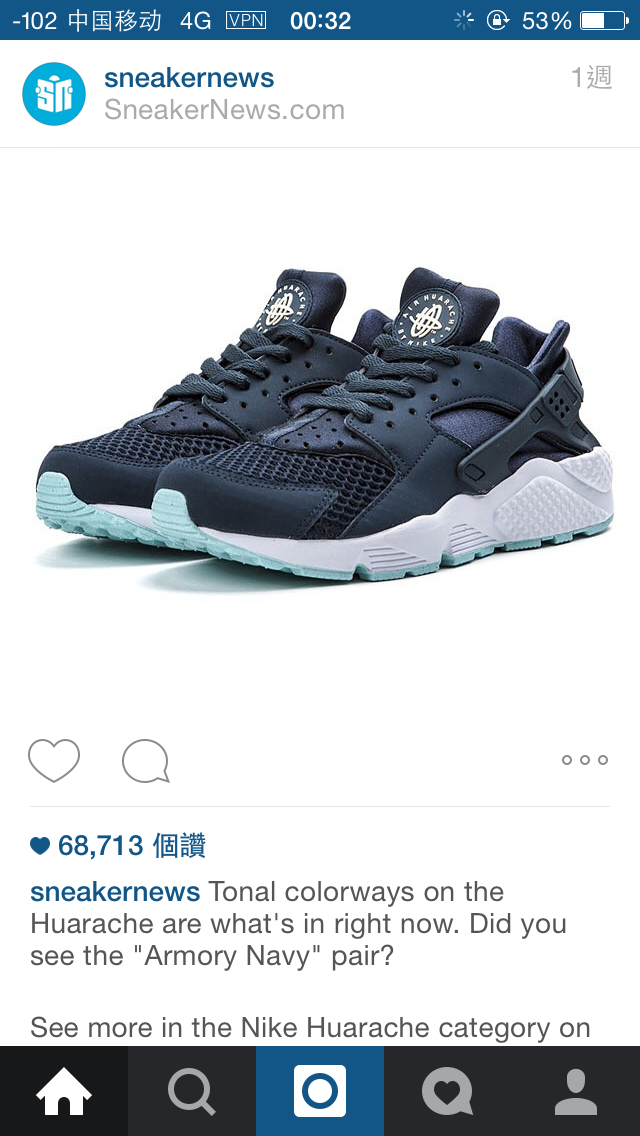 -102 中国移动 4G VPN 00:32 53%
sneakernews
1週
SneakerNews.com
AIR HUARACHE
NIKE
AIR HUARACHE
NIKE
68,713 個讚
sneakernews Tonal colorways on the
Huarache are what's in right now. Did you
see the "Armory Navy" pair?
See more in the Nike Huarache category on